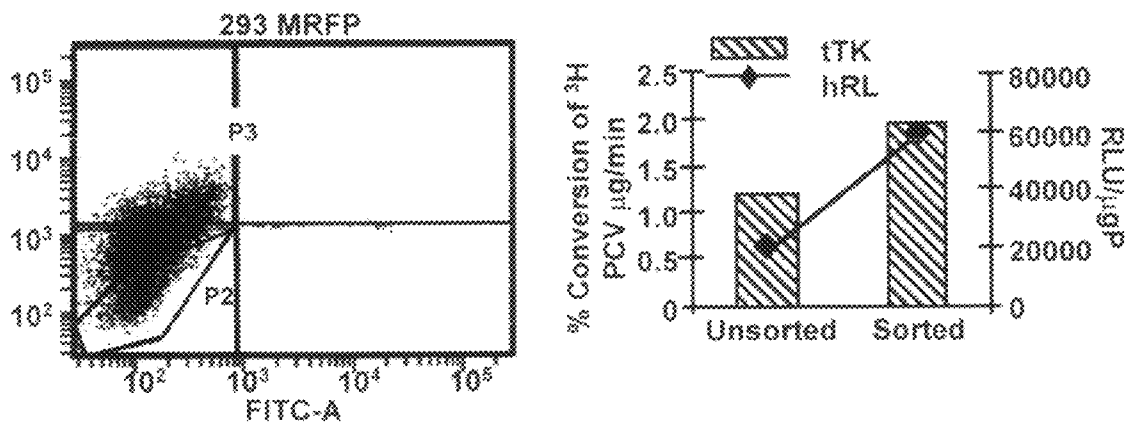 293 MRFP
10⁵
10⁴
10³
10²
P3
P2
10² 10³ 10⁴ 10⁵
FITC-A
tTK
hRL
% Conversion of ³H
PCV µg/min
2.5
2.0
1.5
1.0
0.5
0
80000
60000
40000
20000
0
RLU/µgP
Unsorted Sorted